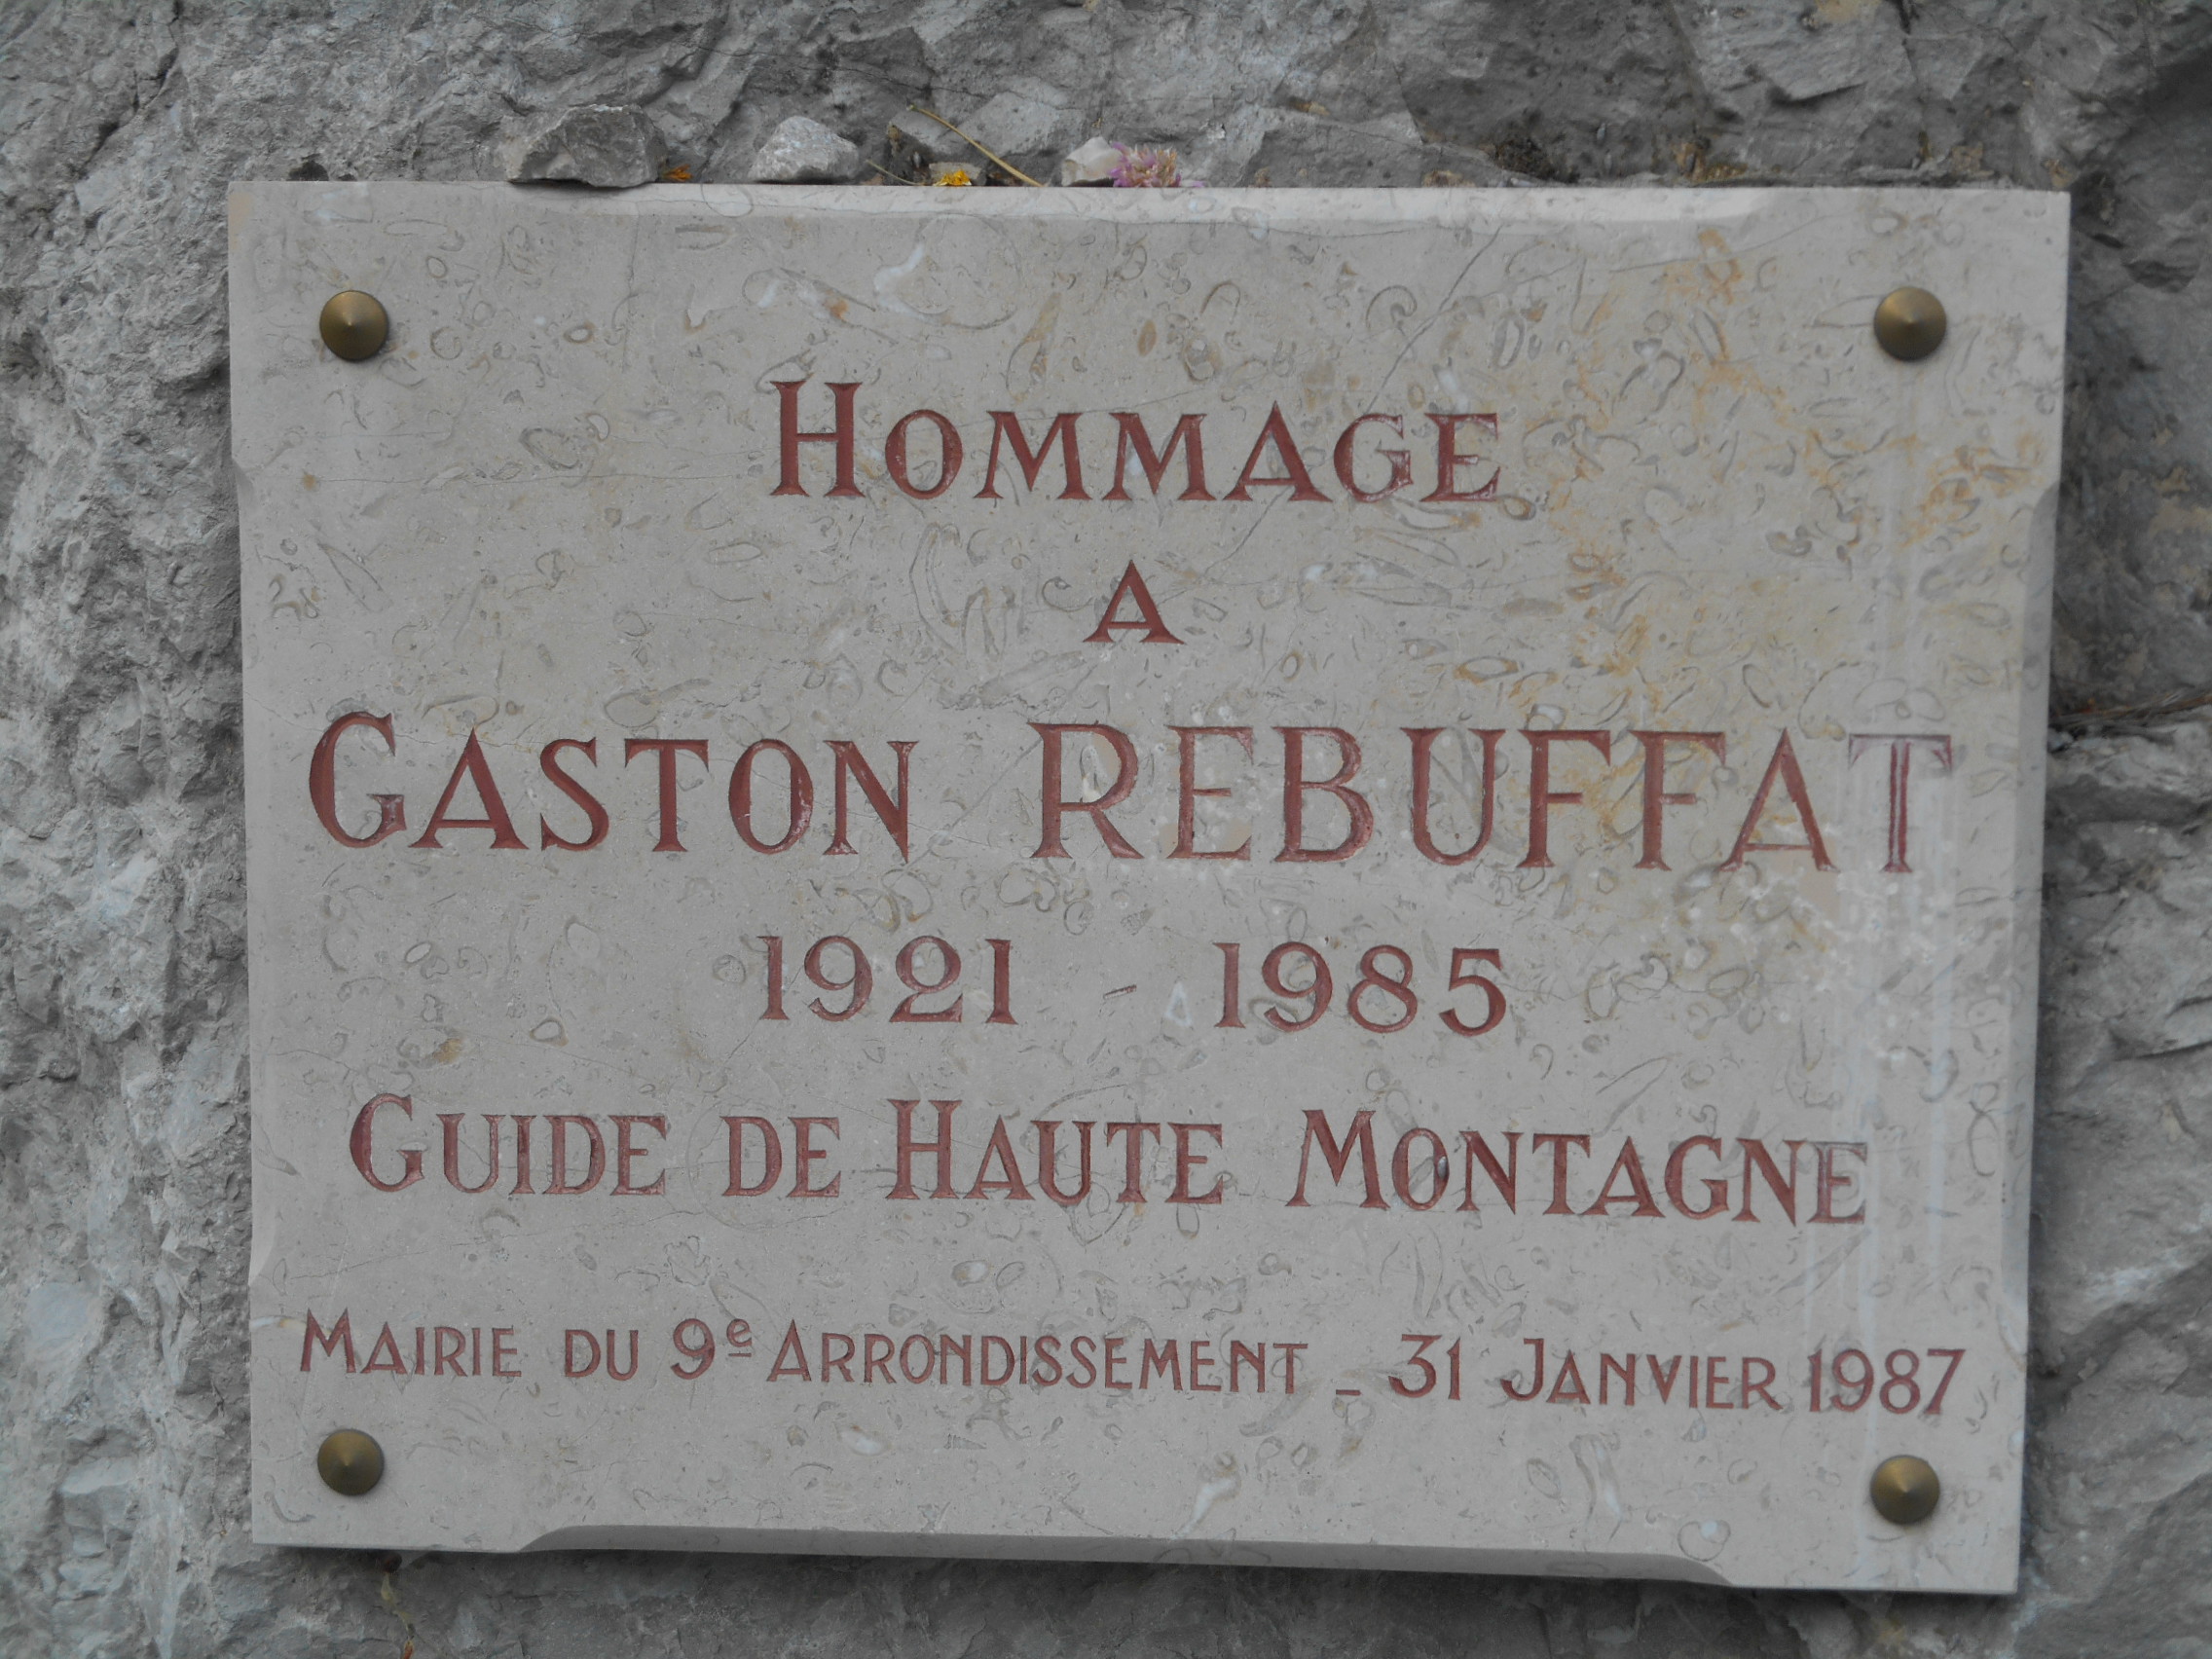 HOMMAGE
A
GASTON REBUFFAT
1921 - 1985
GUIDE DE HAUTE MONTAGNE
MAIRIE DU 9e ARRONDISSEMENT _ 31 JANVIER 1987